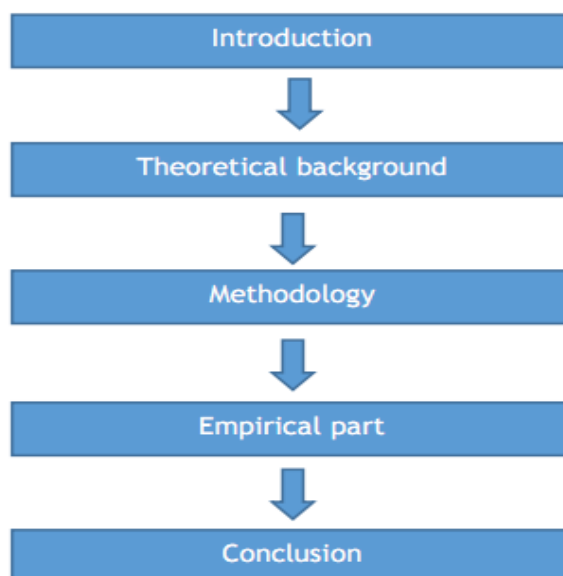 Introduction
Theoretical background
Methodology
Empirical part
Conclusion